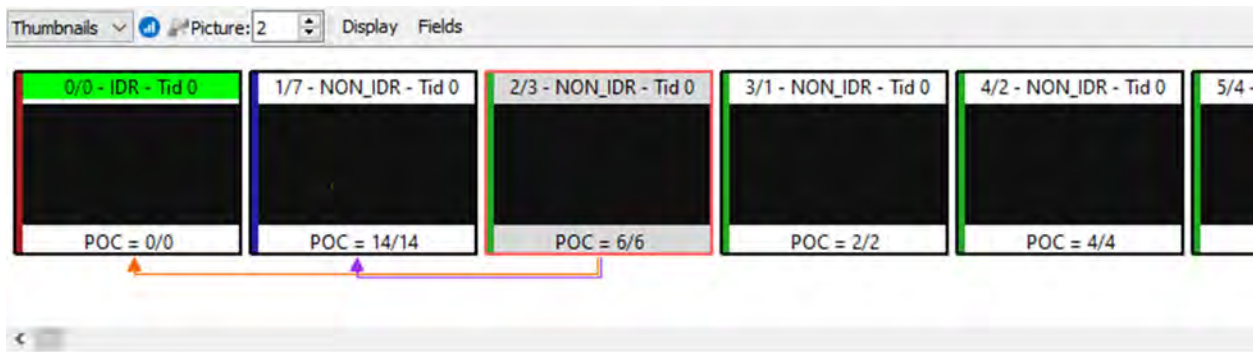 Thumbnails Picture: 2 Display Fields
0/0 - IDR - Tid 0 1/7 - NON_IDR - Tid 0 2/3 - NON_IDR - Tid 0 3/1 - NON_IDR - Tid 0 4/2 - NON_IDR - Tid 0 5/4 -
POC = 0/0 POC = 14/14 POC = 6/6 POC = 2/2 POC = 4/4